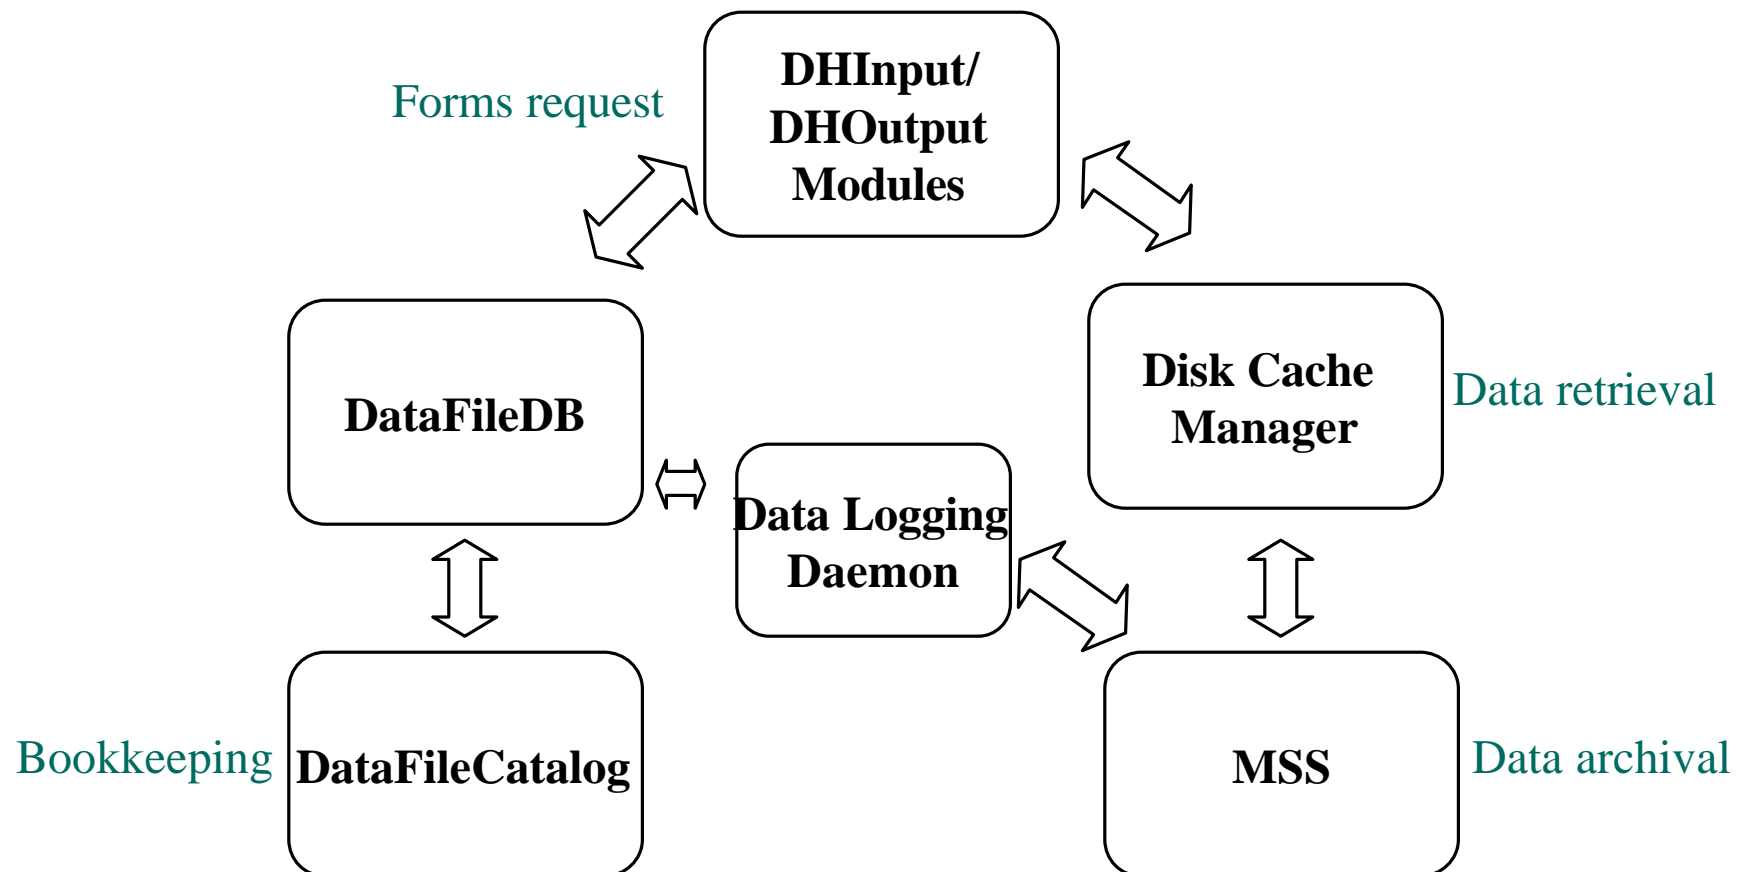 DHInput/
DHOutput
Modules
Forms request
DataFileDB
Disk Cache
Manager
Data retrieval
Data Logging
Daemon
Bookkeeping
DataFileCatalog
MSS
Data archival